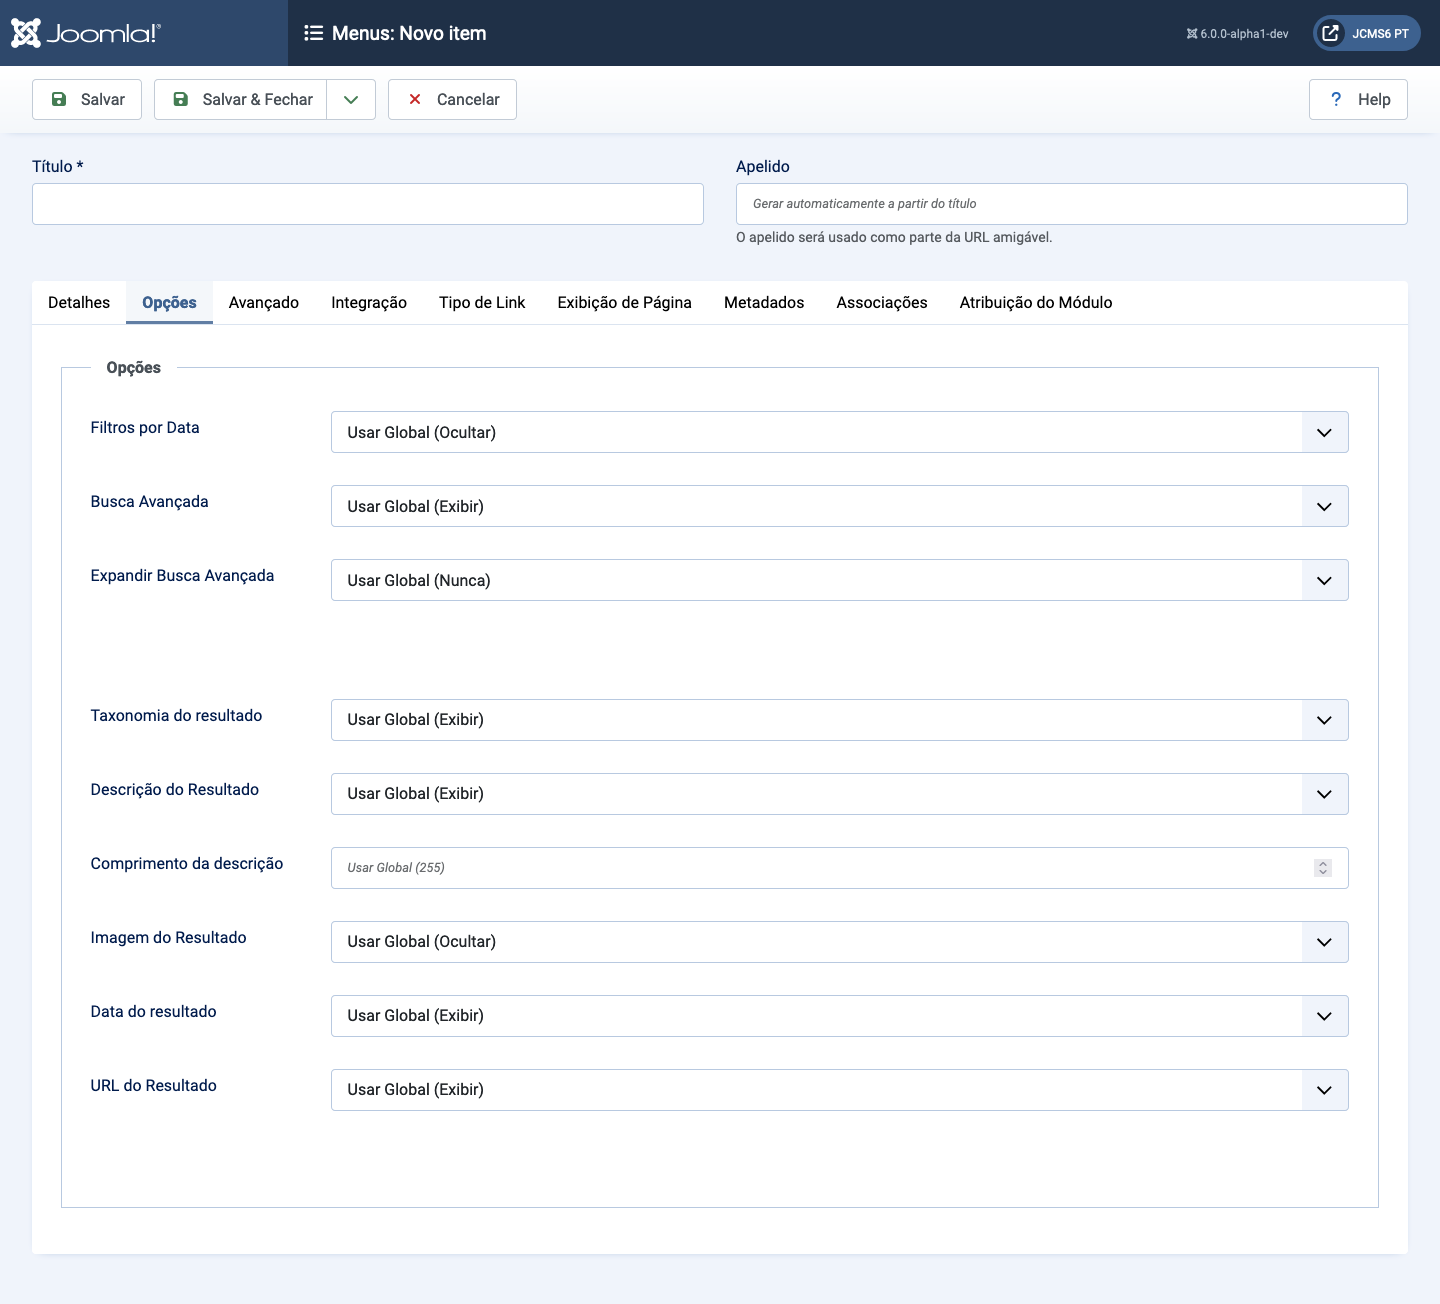 Joomla!®
Menus: Novo item
6.0.0-alpha1-dev
JCMS6 PT
Salvar
Salvar & Fechar
Cancelar
Help
Título *
Apelido
Gerar automaticamente a partir do título
O apelido será usado como parte da URL amigável.
Detalhes Opções Avançado Integração Tipo de Link Exibição de Página Metadados Associações Atribuição do Módulo
Opções
Filtros por Data
Usar Global (Ocultar)
Busca Avançada
Usar Global (Exibir)
Expandir Busca Avançada
Usar Global (Nunca)
Taxonomia do resultado
Usar Global (Exibir)
Descrição do Resultado
Usar Global (Exibir)
Comprimento da descrição
Usar Global (255)
Imagem do Resultado
Usar Global (Ocultar)
Data do resultado
Usar Global (Exibir)
URL do Resultado
Usar Global (Exibir)